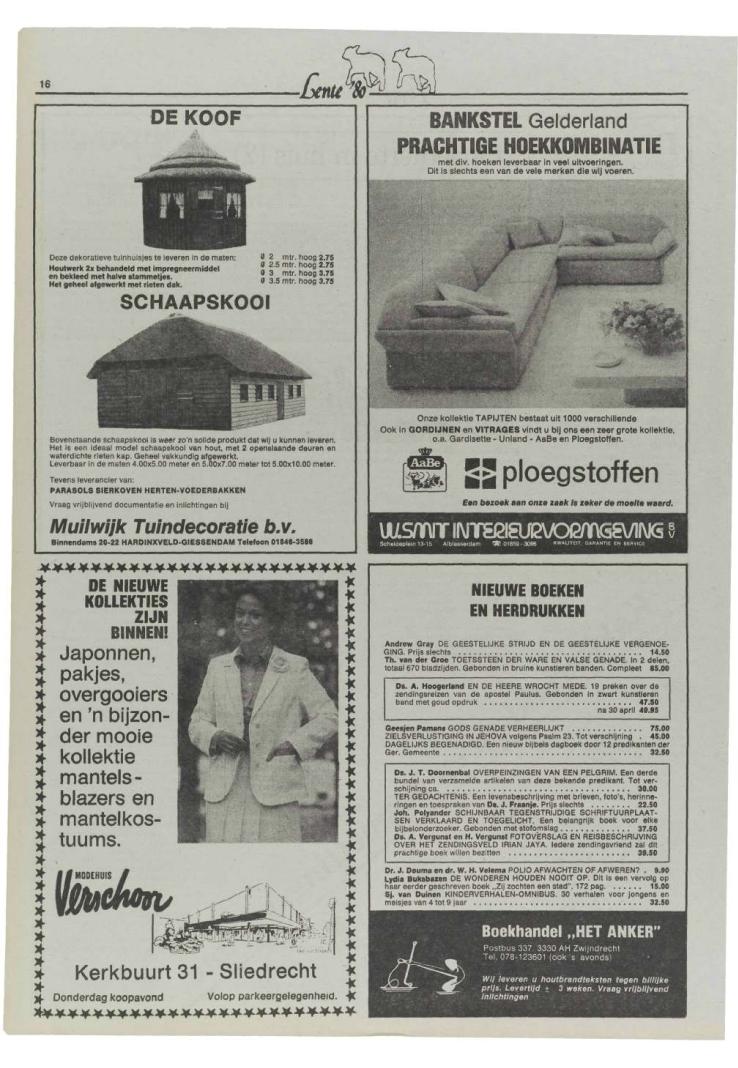 16
Lente '80
DE KOOF
Deze dekoratieve tuinhuisjes te leveren in de maten:
Houtwerk 2x behandeld met impregneermiddel
en bekleed met halve stammetjes.
Het geheel afgewerkt met rieten dak.
Ø 2 mtr. hoog 2.75
Ø 2.5 mtr. hoog 2.75
Ø 3 mtr. hoog 3.75
Ø 3.5 mtr. hoog 3.75
SCHAAPSKOOI
Bovenstaande schaapskooi is weer zo'n solide produkt dat wij u kunnen leveren.
Het is een ideaal model schaapskooi van hout, met 2 openslaande deuren en
waterdichte rieten kap. Geheel vakkundig afgewerkt.
Leverbaar in de maten 4.00x5.00 meter en 5.00x7.00 meter tot 5.00x10.00 meter.
Tevens leverancier van:
PARASOLS SIERKOVEN HERTEN-VOEDERBAKKEN
Vraag vrijblijvend documentatie en inlichtingen bij
Muilwijk Tuindecoratie b.v.
Binnendams 20-22 HARDINXVELD-GIESSENDAM Telefoon 01846-3586
BANKSTEL Gelderland
PRACHTIGE HOEKKOMBINATIE
met div. hoeken leverbaar in veel uitvoeringen.
Dit is slechts een van de vele merken die wij voeren.
Onze kollektie TAPIJTEN bestaat uit 1000 verschillende
Ook in GORDIJNEN en VITRAGES vindt u bij ons een zeer grote kollektie,
o.a. Gardisette - Unland - AaBe en Ploegstoffen.
AaBe
ploegstoffen
Een bezoek aan onze zaak is zeker de moeite waard.
W.SMIT INTERIEURVORMGEVING BV
Scheldeplein 13-15 Alblasserdam ☎ 01859 - 3086 KWALITEIT, GARANTIE EN SERVICE
DE NIEUWE
KOLLEKTIES
ZIJN
BINNEN!
Japonnen,
pakjes,
overgooiers
en 'n bijzon-
der mooie
kollektie
mantels -
blazers en
mantelkos-
tuums.
MODEHUIS
Verschoor
Kerkbuurt 31 - Sliedrecht
Donderdag koopavond Volop parkeergelegenheid.
NIEUWE BOEKEN
EN HERDRUKKEN
Andrew Gray DE GEESTELIJKE STRIJD EN DE GEESTELIJKE VERGENOE-
GING. Prijs slechts 14.50
Th. van der Groe TOETSSTEEN DER WARE EN VALSE GENADE. In 2 delen,
totaal 670 bladzijden. Gebonden in bruine kunstleren banden. Compleet 85.00
Ds. A. Hoogerland EN DE HEERE WROCHT MEDE. 19 preken over de
zendingsreizen van de apostel Paulus. Gebonden in zwart kunstleren
band met goud opdruk 47.50
na 30 april 49.95
Geesjen Pamans GODS GENADE VERHEERLIJKT 75.00
ZIELSVERLUSTIGING IN JEHOVA volgens Psalm 23. Tot verschijning 45.00
DAGELIJKS BEGENADIGD. Een nieuw bijbels dagboek door 12 predikanten der
Ger. Gemeente 32.50
Ds. J. T. Doornenbal OVERPEINZINGEN VAN EEN PELGRIM. Een derde
bundel van verzamelde artikelen van deze bekende predikant. Tot ver-
schijning ca. 38.00
TER GEDACHTENIS. Een levensbeschrijving met brieven, foto's, herinne-
ringen en toespraken van Ds. J. Fraanje. Prijs slechts 22.50
Joh. Polyander SCHIJNBAAR TEGENSTRIJDIGE SCHRIFTUURPLAAT-
SEN VERKLAARD EN TOEGELICHT. Een belangrijk boek voor elke
bijbelonderzoeker. Gebonden met stofomslag 37.50
Ds. A. Vergunst en H. Vergunst FOTOVERSLAG EN REISBESCHRIJVING
OVER HET ZENDINGSVELD IRIAN JAYA. Iedere zendingsvriend zal dit
prachtige boek willen bezitten 39.50
Dr. J. Douma en dr. W. H. Velema POLIO AFWACHTEN OF AFWEREN? 9.90
Lydia Buksbazen DE WONDEREN HOUDEN NOOIT OP. Dit is een vervolg op
haar eerder geschreven boek „Zij zochten een stad". 172 pag. 15.00
Sj. van Duinen KINDERVERHALEN-OMNIBUS. 30 verhalen voor jongens en
meisjes van 4 tot 9 jaar 32.50
Boekhandel „HET ANKER"
Postbus 337, 3330 AH Zwijndrecht
Tel. 078-123601 (ook 's avonds)
Wij leveren u houtbrandteksten tegen billijke
prijs. Levertijd ± 3 weken. Vraag vrijblijvend
inlichtingen